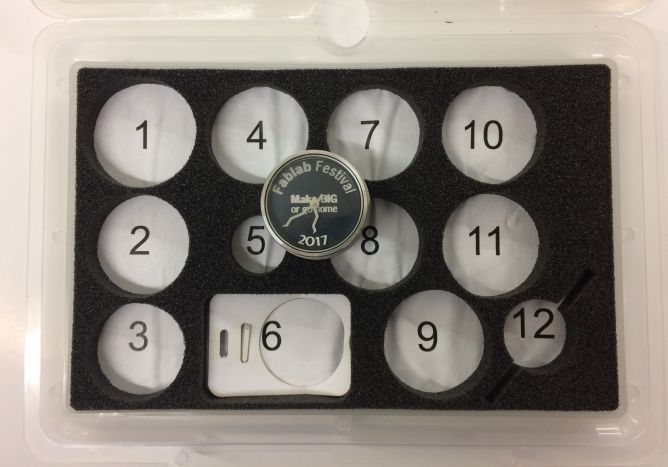 1 4 7 10
Fablab Festival
Make BIG
or go home
2017
2 5 8 11
3 6 9 12